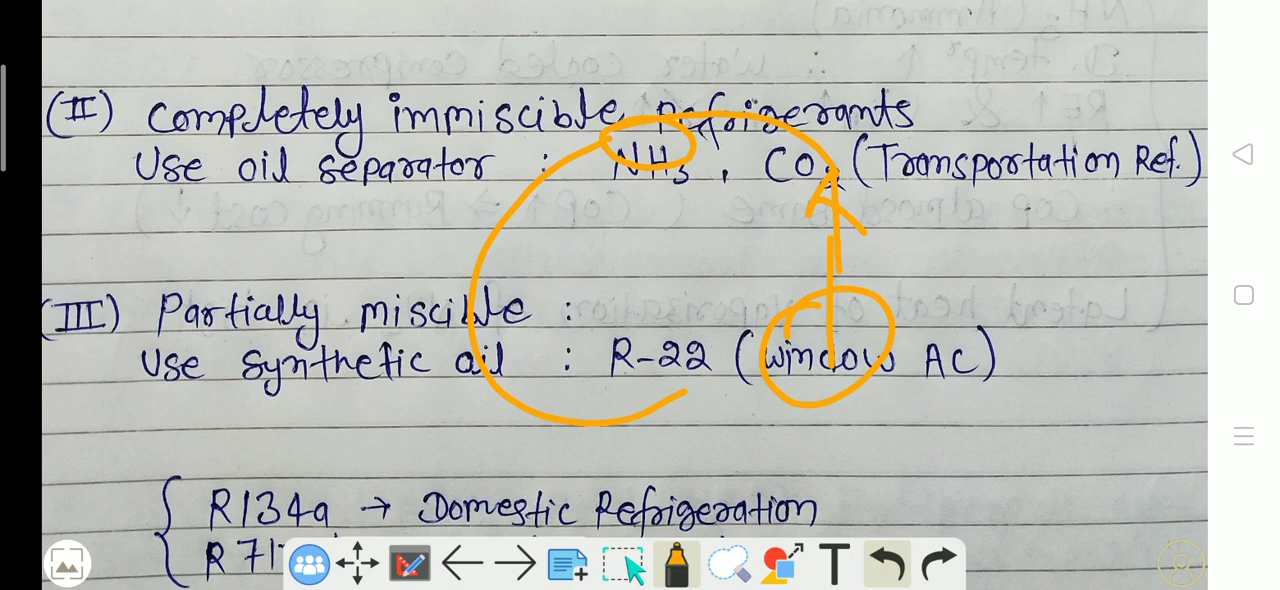 (II) Completely immiscible Refrigerants
Use oil separator : NH3 , CO2 (Transportation Ref.)
(III) Partially miscible :
Use Synthetic oil : R-22 (window AC)
R134a → Domestic Refrigeration
R 71
T